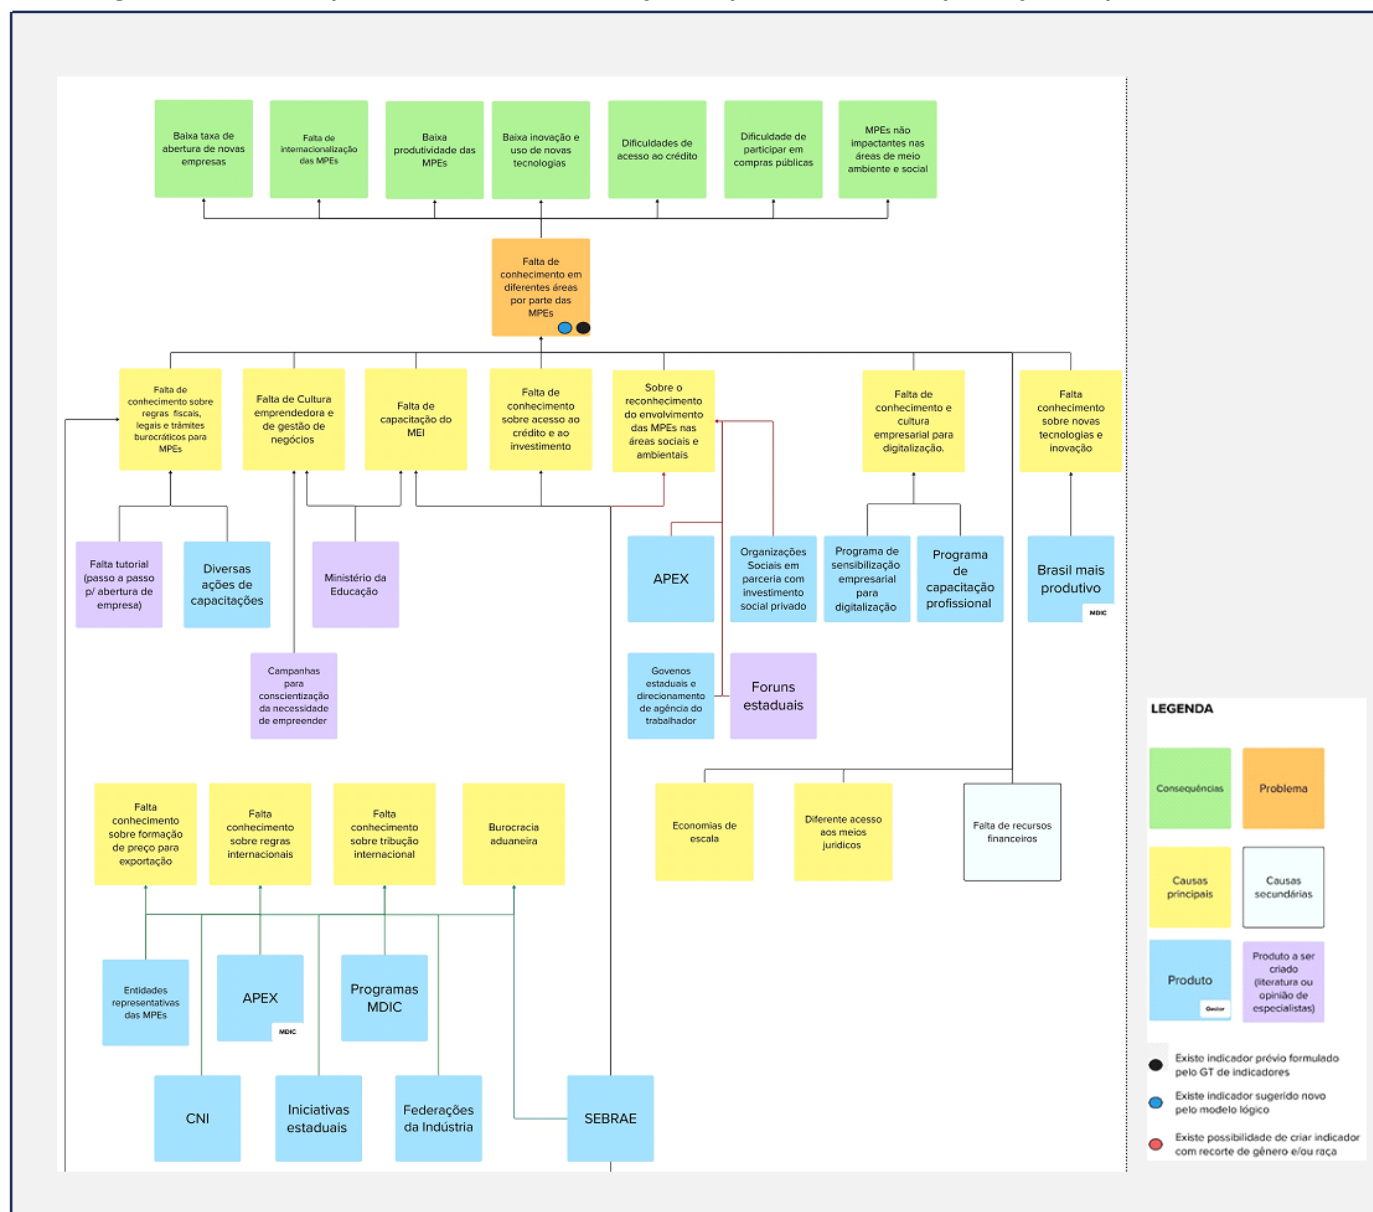 Baixa taxa de
abertura de novas
empresas
Falta de
internacionalização
das MPEs
Baixa
produtividade das
MPEs
Baixa inovação e
uso de novas
tecnologias
Dificuldades de
acesso ao crédito
Dificuldade de
participar em
compras públicas
MPEs não
impactantes nas
áreas de meio
ambiente e social
Falta de
conhecimento em
diferentes áreas
por parte das
MPEs
Falta de
conhecimento sobre
regras fiscais,
legais e trâmites
burocráticos para
MPEs
Falta de Cultura
emprendedora e
de gestão de
negócios
Falta de
capacitação do
MEI
Falta de
conhecimento
sobre acesso ao
crédito e ao
investimento
Sobre o
reconhecimento
do envolvimento
das MPEs nas
áreas sociais e
ambientais
Falta de
conhecimento e
cultura
empresarial para
digitalização.
Falta
conhecimento
sobre novas
tecnologias e
inovação
Falta tutorial
(passo a passo
p/ abertura de
empresa)
Diversas
ações de
capacitações
Ministério da
Educação
APEX
Organizações
Sociais em
parceria com
investimento
social privado
Programa de
sensibilização
empresarial
para
digitalização
Programa
de
capacitação
profissional
Brasil mais
produtivo
MDIC
Campanhas
para
conscientização
da necessidade
de empreender
Govenos
estaduais e
direcionamento
de agência do
trabalhador
Foruns
estaduais
Falta
conhecimento
sobre formação
de preço para
exportação
Falta
conhecimento
sobre regras
internacionais
Falta
conhecimento
sobre tribução
internacional
Burocracia
aduaneira
Economias de
escala
Diferente acesso
aos meios
juridicos
Falta de recursos
financeiros
Entidades
representativas
das MPEs
APEX
MDIC
Programas
MDIC
CNI
Iniciativas
estaduais
Federações
da Indústria
SEBRAE
LEGENDA
Consequências
Problema
Causas
principais
Causas
secundárias
Produto
Gestor
Produto a ser
criado
(literatura ou
opinião de
especialistas)
Existe indicador prévio formulado
pelo GT de indicadores
Existe indicador sugerido novo
pelo modelo lógico
Existe possibilidade de criar indicador
com recorte de gênero e/ou raça